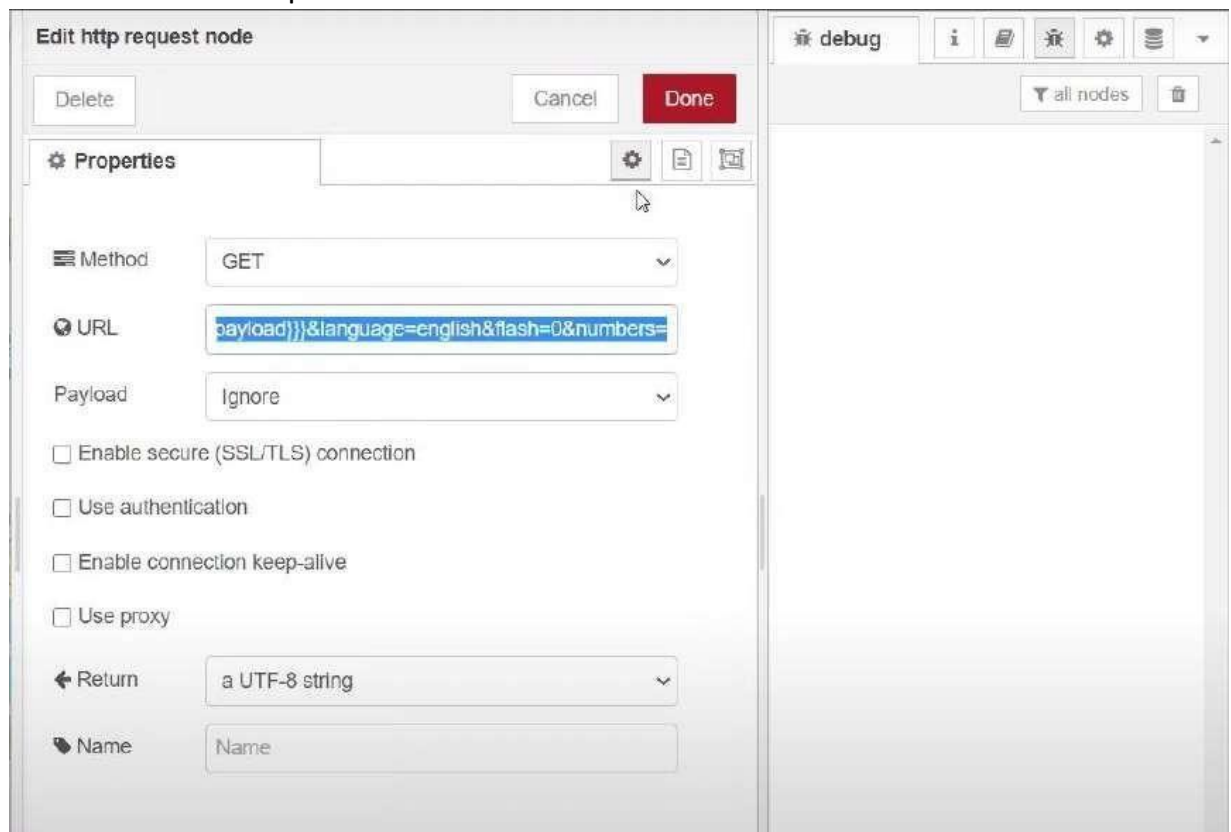 Edit http request node
debug
i
Delete
Cancel
Done
all nodes
Properties
Method
GET
URL
payload}}}&language=english&flash=0&numbers=
Payload
Ignore
Enable secure (SSL/TLS) connection
Use authentication
Enable connection keep-alive
Use proxy
Return
a UTF-8 string
Name
Name